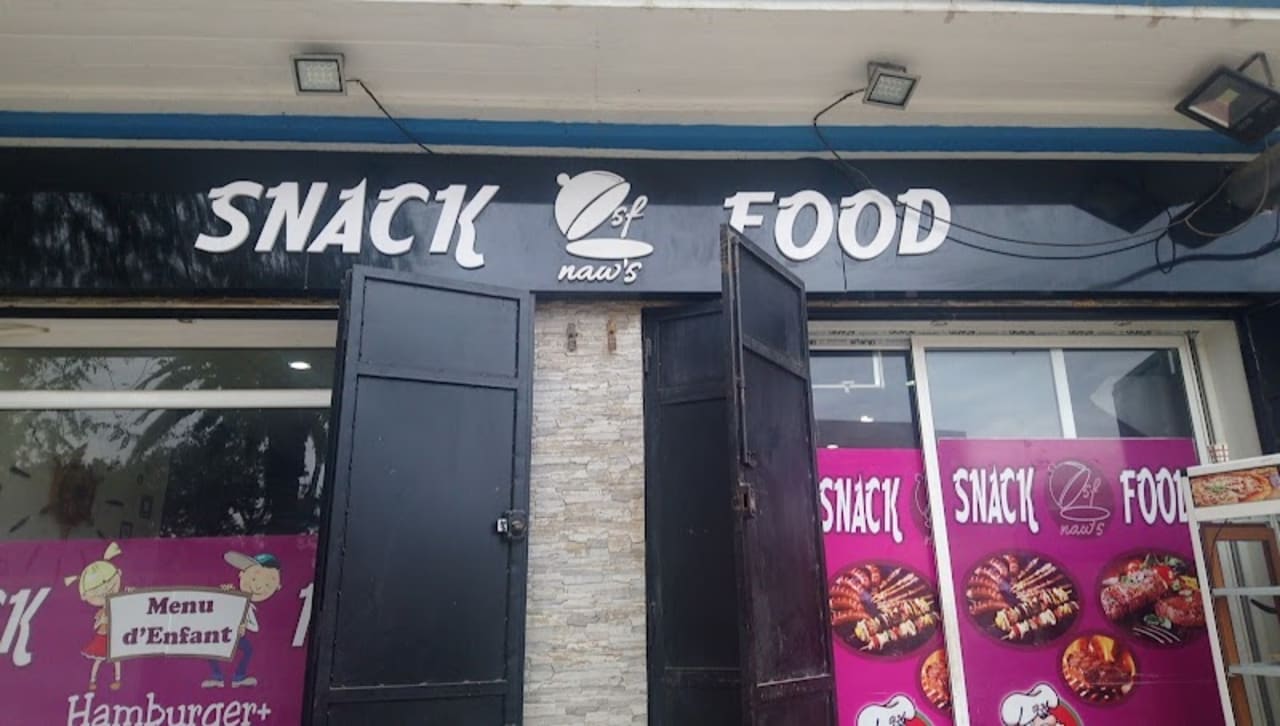 SNACK sf FOOD
naw's
SNACK
SNACK sf FOOD
naw's
K
Menu
d'Enfant
Hamburger+